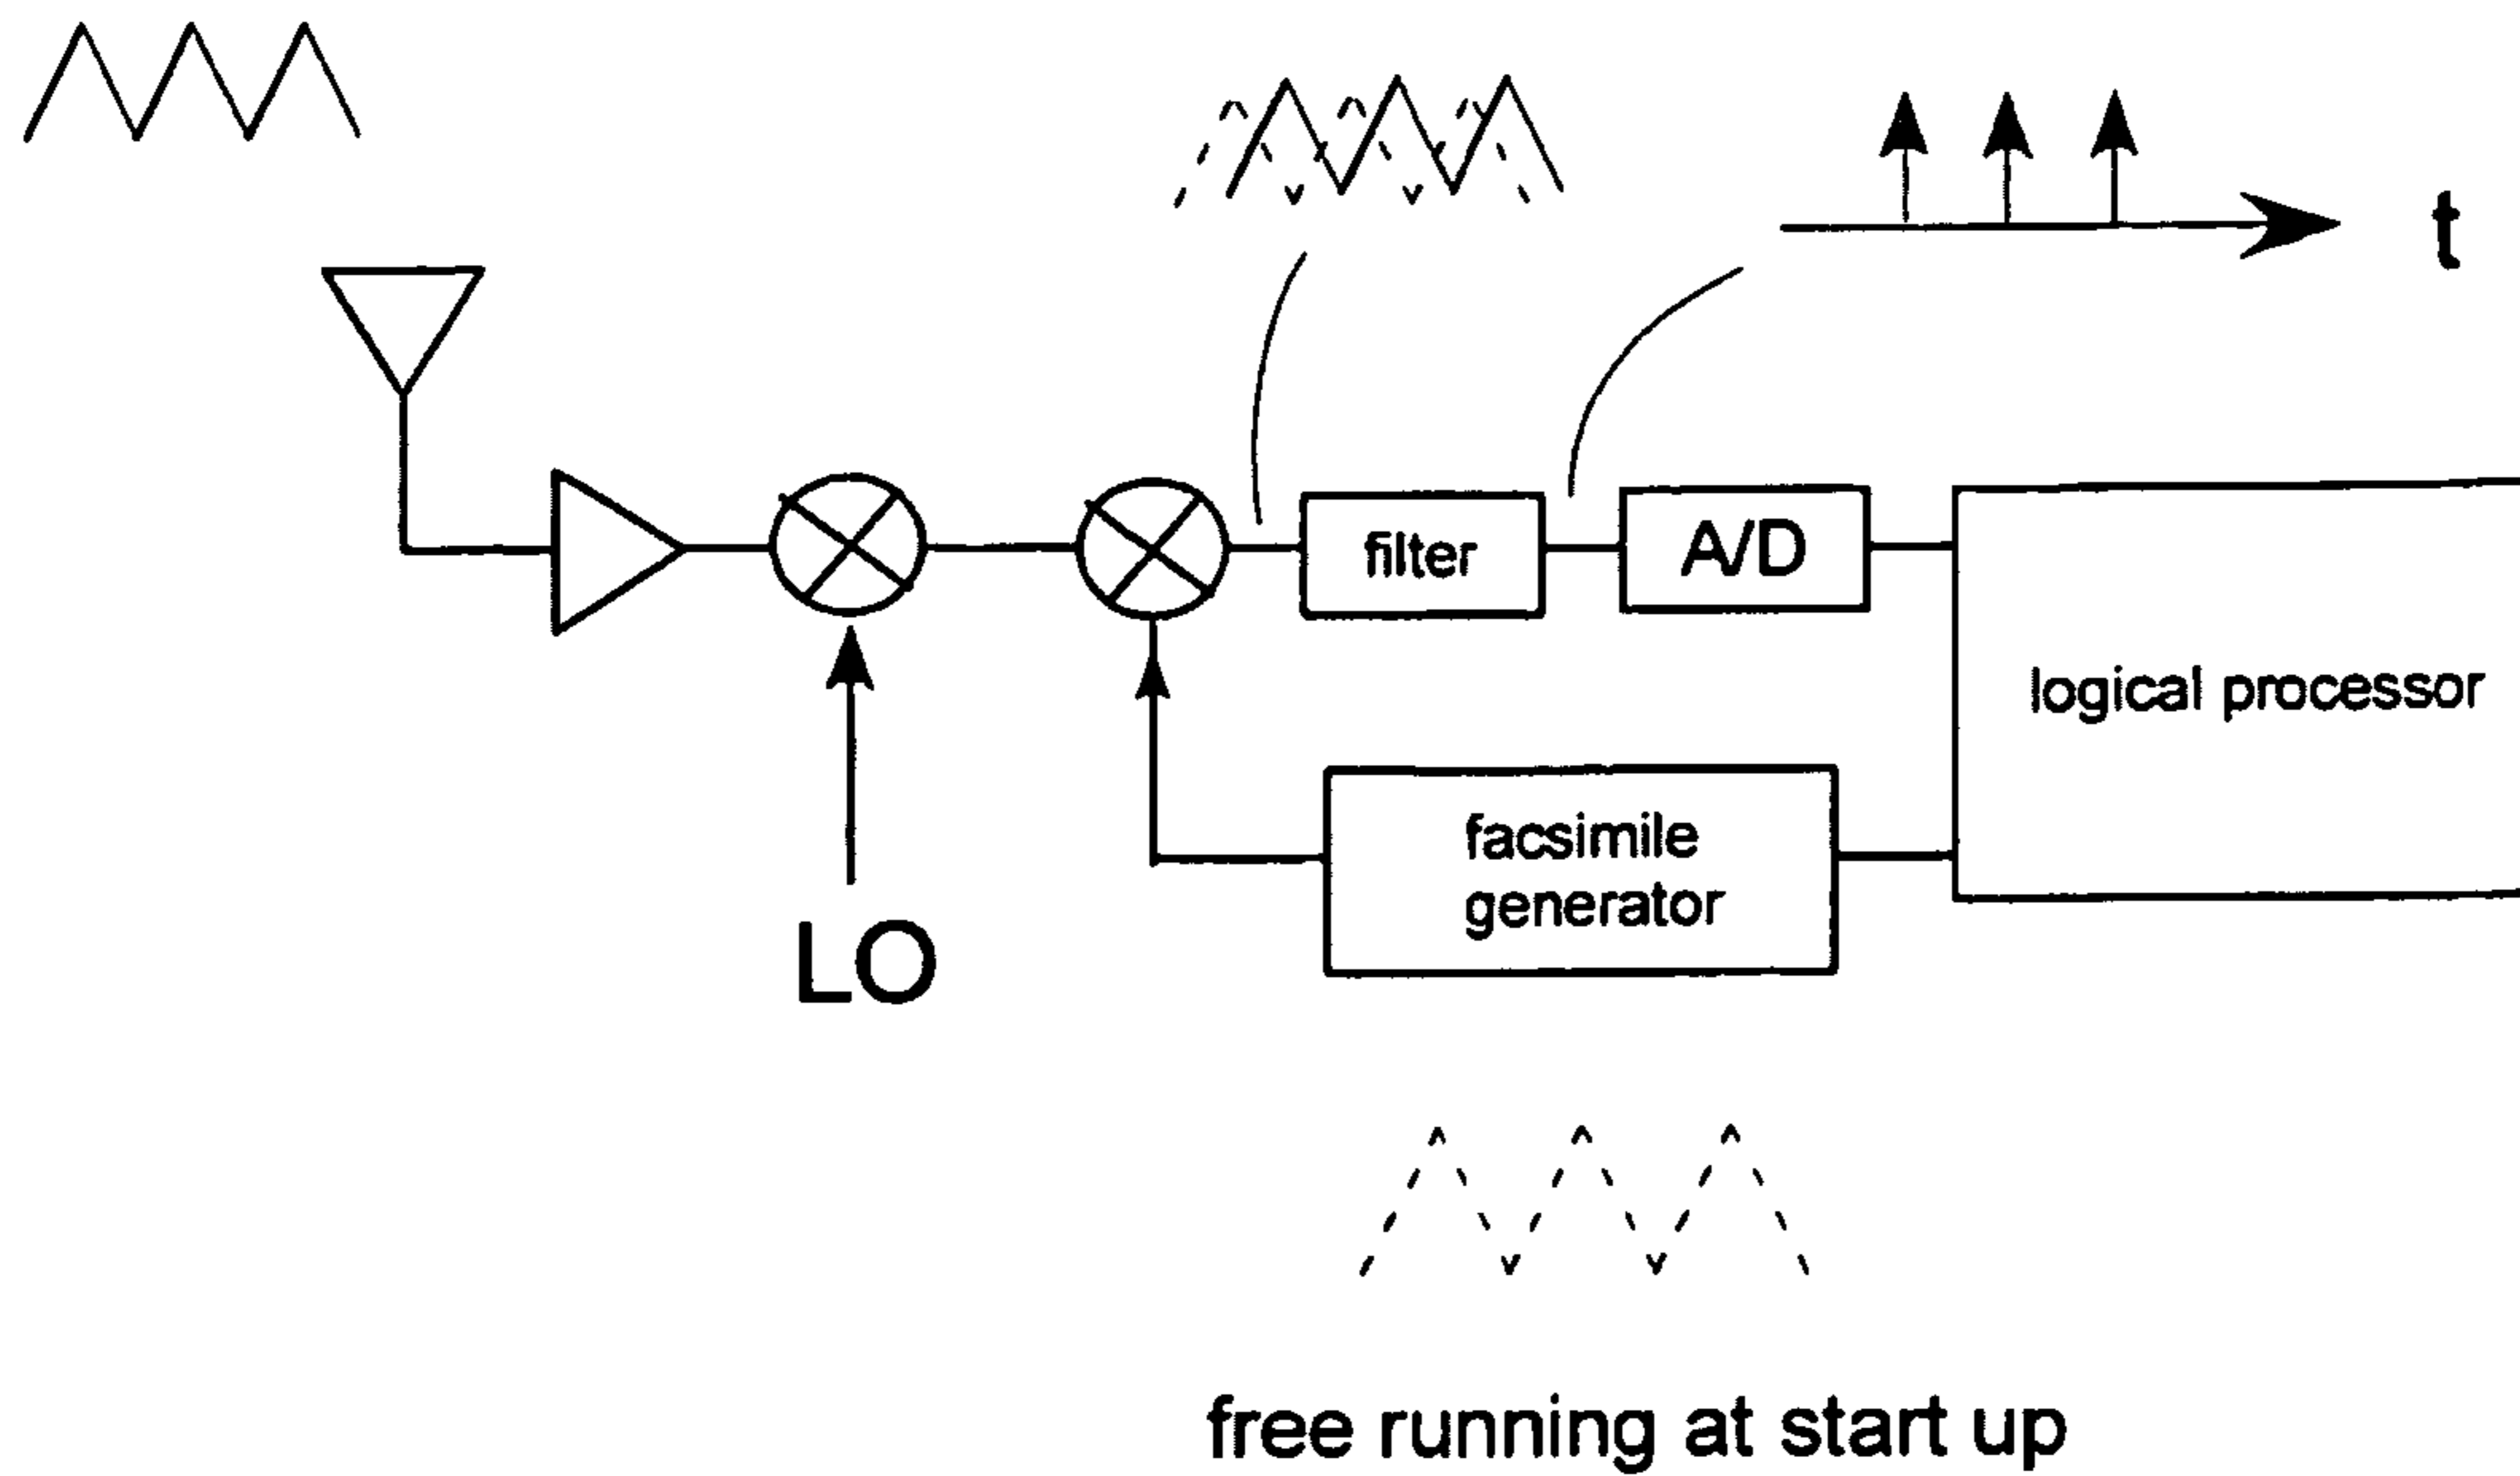 t
filter
A/D
logical processor
facsimile
generator
LO
free running at start up